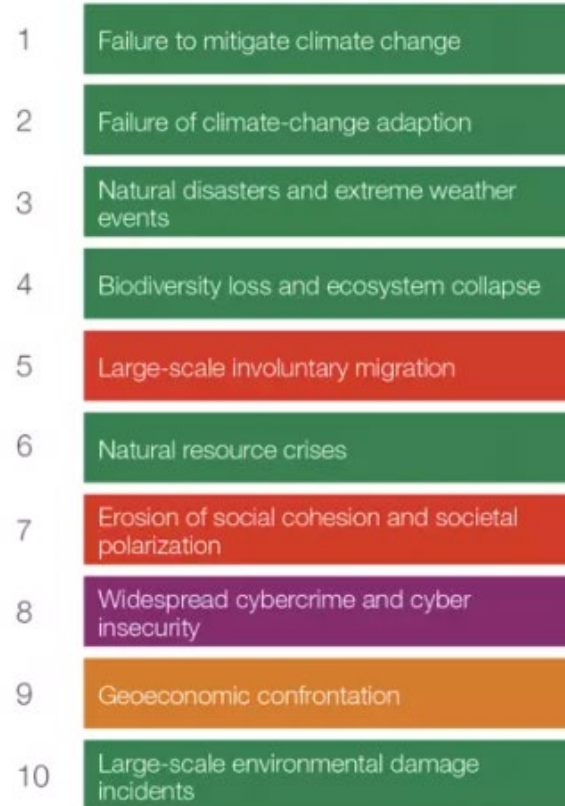 1 Failure to mitigate climate change
2 Failure of climate-change adaption
3 Natural disasters and extreme weather
events
4 Biodiversity loss and ecosystem collapse
5 Large-scale involuntary migration
6 Natural resource crises
7 Erosion of social cohesion and societal
polarization
8 Widespread cybercrime and cyber
insecurity
9 Geoeconomic confrontation
10 Large-scale environmental damage
incidents